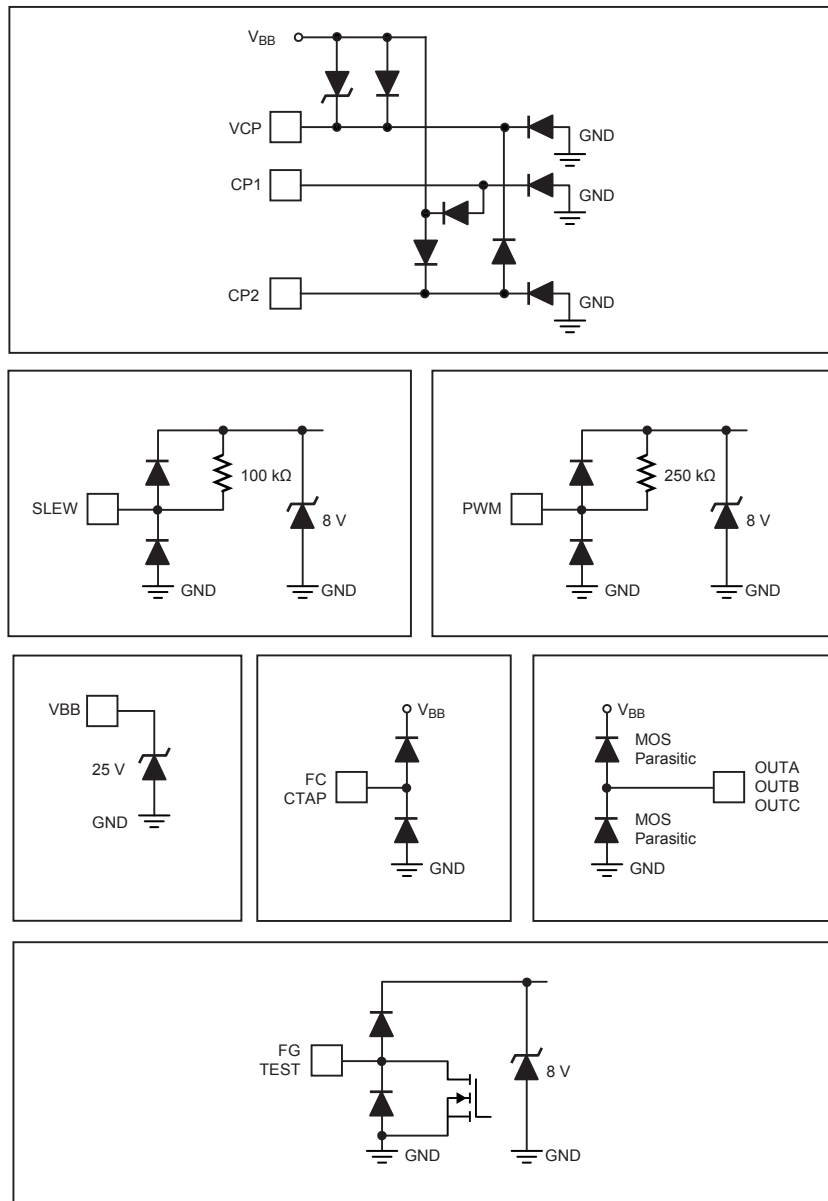 VBB
VCP
GND
CP1
GND
CP2
GND
SLEW
100 kΩ
8 V
GND
GND
PWM
250 kΩ
8 V
GND
GND
VBB
25 V
GND
VBB
FC
CTAP
GND
VBB
MOS
Parasitic
OUTA
OUTB
OUTC
MOS
Parasitic
GND
FG
TEST
8 V
GND
GND